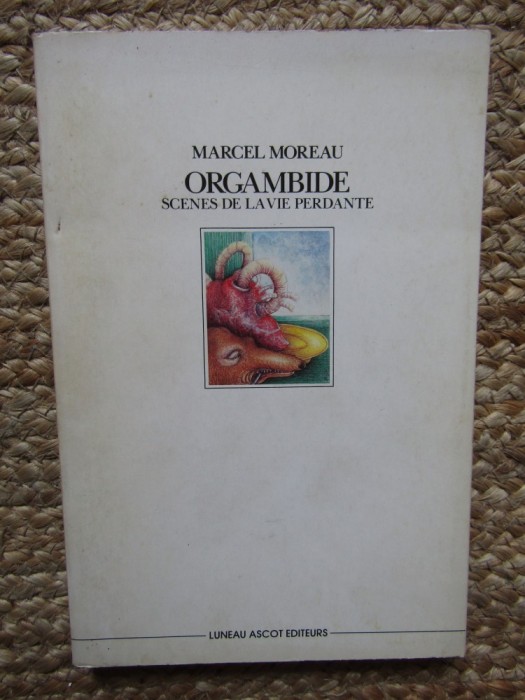 MARCEL MOREAU
ORGAMBIDE
SCENES DE LA VIE PERDANTE
LUNEAU ASCOT EDITEURS